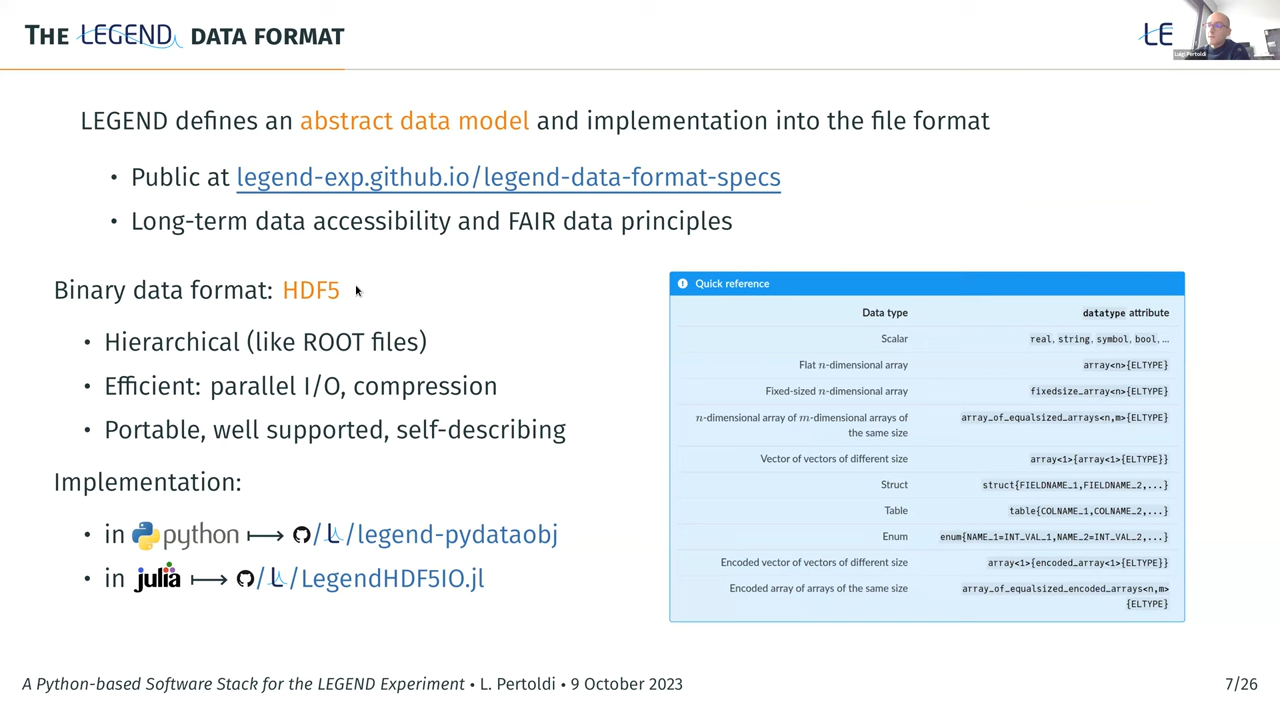 THE LEGEND DATA FORMAT
LE
Luigi Pertoldi
LEGEND defines an abstract data model and implementation into the file format
• Public at legend-exp.github.io/legend-data-format-specs
• Long-term data accessibility and FAIR data principles
Binary data format: HDF5
• Hierarchical (like ROOT files)
• Efficient: parallel I/O, compression
• Portable, well supported, self-describing
Implementation:
• in python ⟼ /L/legend-pydataobj
• in julia ⟼ /L/LegendHDF5IO.jl
Quick reference
Data type datatype attribute
Scalar real, string, symbol, bool, …
Flat n-dimensional array array<n>{ELTYPE}
Fixed-sized n-dimensional array fixedsize_array<n>{ELTYPE}
n-dimensional array of m-dimensional arrays of array_of_equalsized_arrays<n,m>{ELTYPE}
the same size
Vector of vectors of different size array<1>{array<1>{ELTYPE}}
Struct struct{FIELDNAME_1,FIELDNAME_2,...}
Table table{COLNAME_1,COLNAME_2,...}
Enum enum{NAME_1=INT_VAL_1,NAME_2=INT_VAL_2,...}
Encoded vector of vectors of different size array<1>{encoded_array<1>{ELTYPE}}
Encoded array of arrays of the same size array_of_equalsized_encoded_arrays<n,m>
{ELTYPE}
A Python-based Software Stack for the LEGEND Experiment • L. Pertoldi • 9 October 2023
7/26